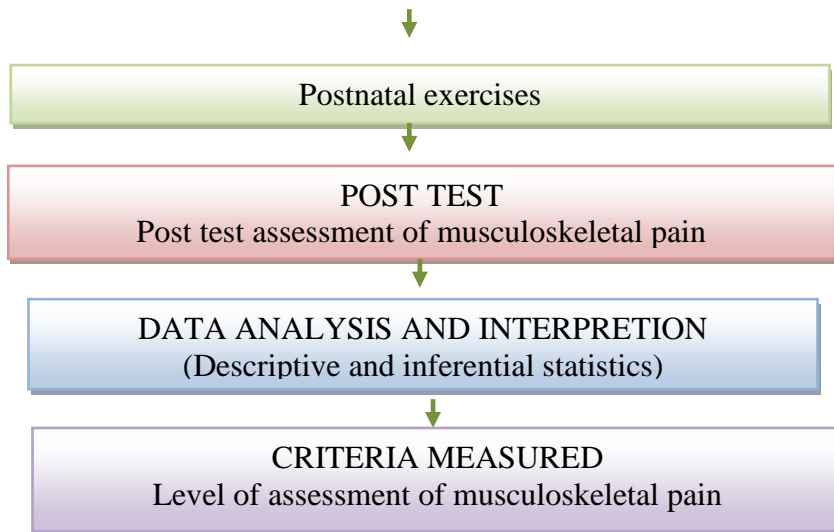 Postnatal exercises
POST TEST
Post test assessment of musculoskeletal pain
DATA ANALYSIS AND INTERPRETION
(Descriptive and inferential statistics)
CRITERIA MEASURED
Level of assessment of musculoskeletal pain